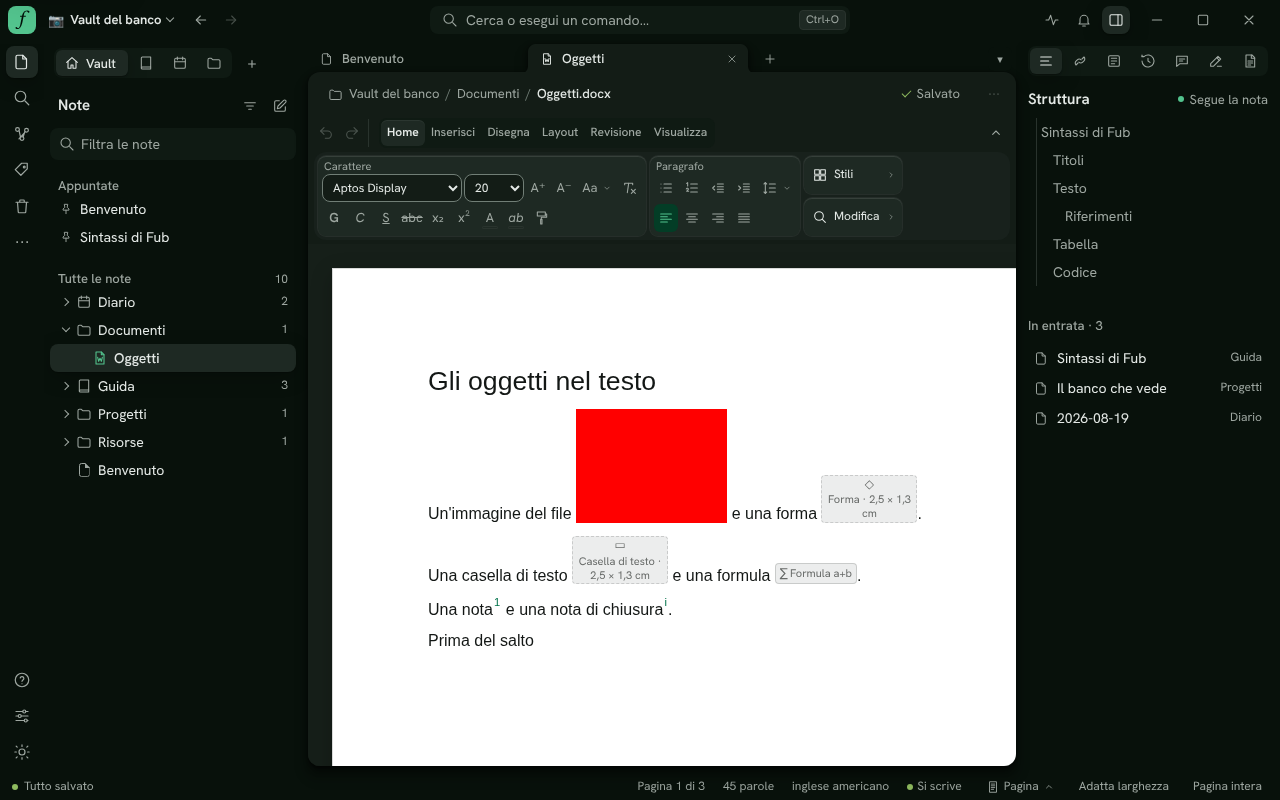 Vault del banco
Cerca o esegui un comando…
Ctrl+O
Vault
Benvenuto
Oggetti
Note
Filtra le note
Appuntate
Benvenuto
Sintassi di Fub
Tutte le note 10
Diario 2
Documenti 1
Oggetti
Guida 3
Progetti 1
Risorse 1
Benvenuto
Vault del banco / Documenti / Oggetti.docx
Salvato
Home Inserisci Disegna Layout Revisione Visualizza
Carattere
Aptos Display 20 A⁺ A⁻ Aa
G C S abc x₂ x² A ab
Paragrafo
Stili
Modifica
Gli oggetti nel testo
Un'immagine del file e una forma
Forma · 2,5 × 1,3
cm
.
Casella di testo ·
2,5 × 1,3 cm
Una casella di testo e una formula ∑ Formula a+b.
Una nota1 e una nota di chiusurai.
Prima del salto
Struttura
Segue la nota
Sintassi di Fub
Titoli
Testo
Riferimenti
Tabella
Codice
In entrata · 3
Sintassi di Fub Guida
Il banco che vede Progetti
2026-08-19 Diario
Tutto salvato
Pagina 1 di 3 45 parole inglese americano Si scrive Pagina Adatta larghezza Pagina intera